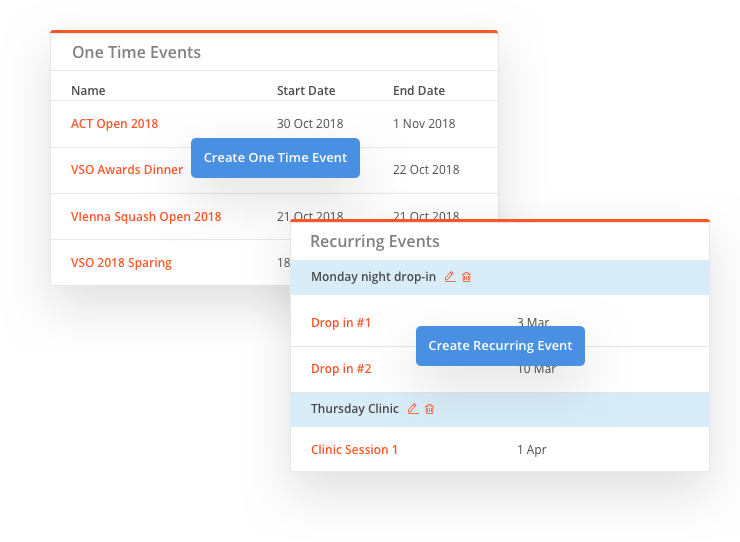 One Time Events
Name Start Date End Date
ACT Open 2018 30 Oct 2018 1 Nov 2018
Create One Time Event
VSO Awards Dinner 22 Oct 2018
VIenna Squash Open 2018 21 Oct 2018 21 Oct 2018
VSO 2018 Sparing 18
Recurring Events
Monday night drop-in
Drop in #1 3 Mar
Create Recurring Event
Drop in #2 10 Mar
Thursday Clinic
Clinic Session 1 1 Apr